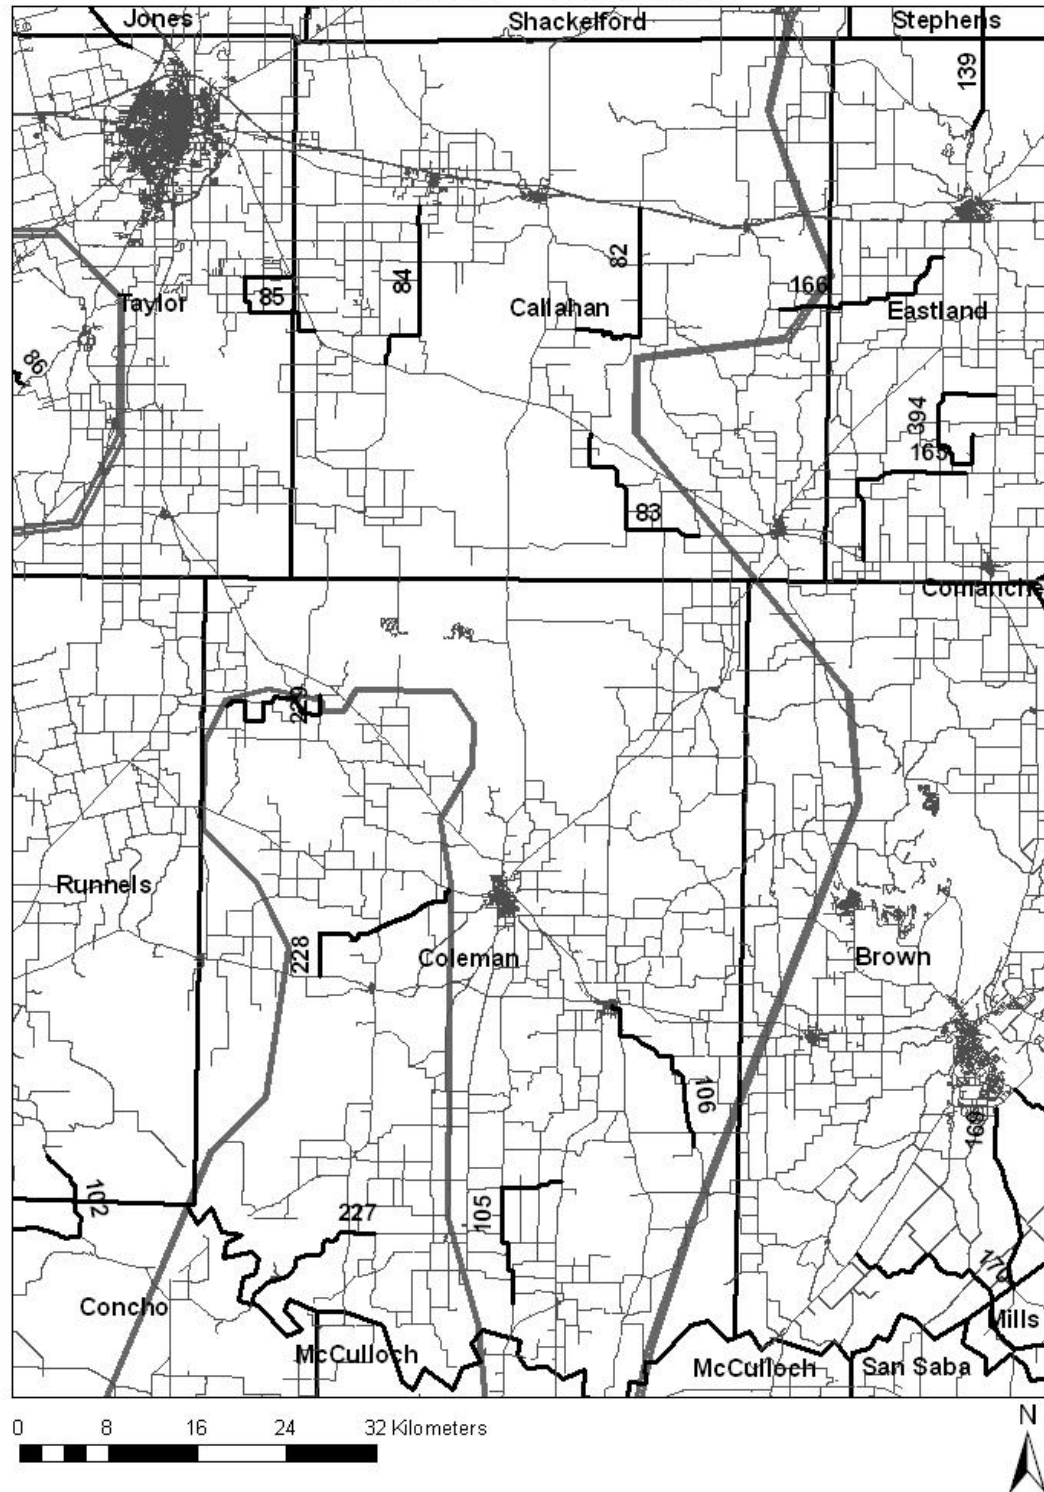 Jones
Shackelford
Stephens
139
82
84
85
Taylor
Callahan
166
Eastland
86
394
165
83
Comanche
229
Runnels
228
Coleman
Brown
106
169
102
227
105
170
Concho
Mills
McCulloch
McCulloch
San Saba
0 8 16 24 32 Kilometers
N